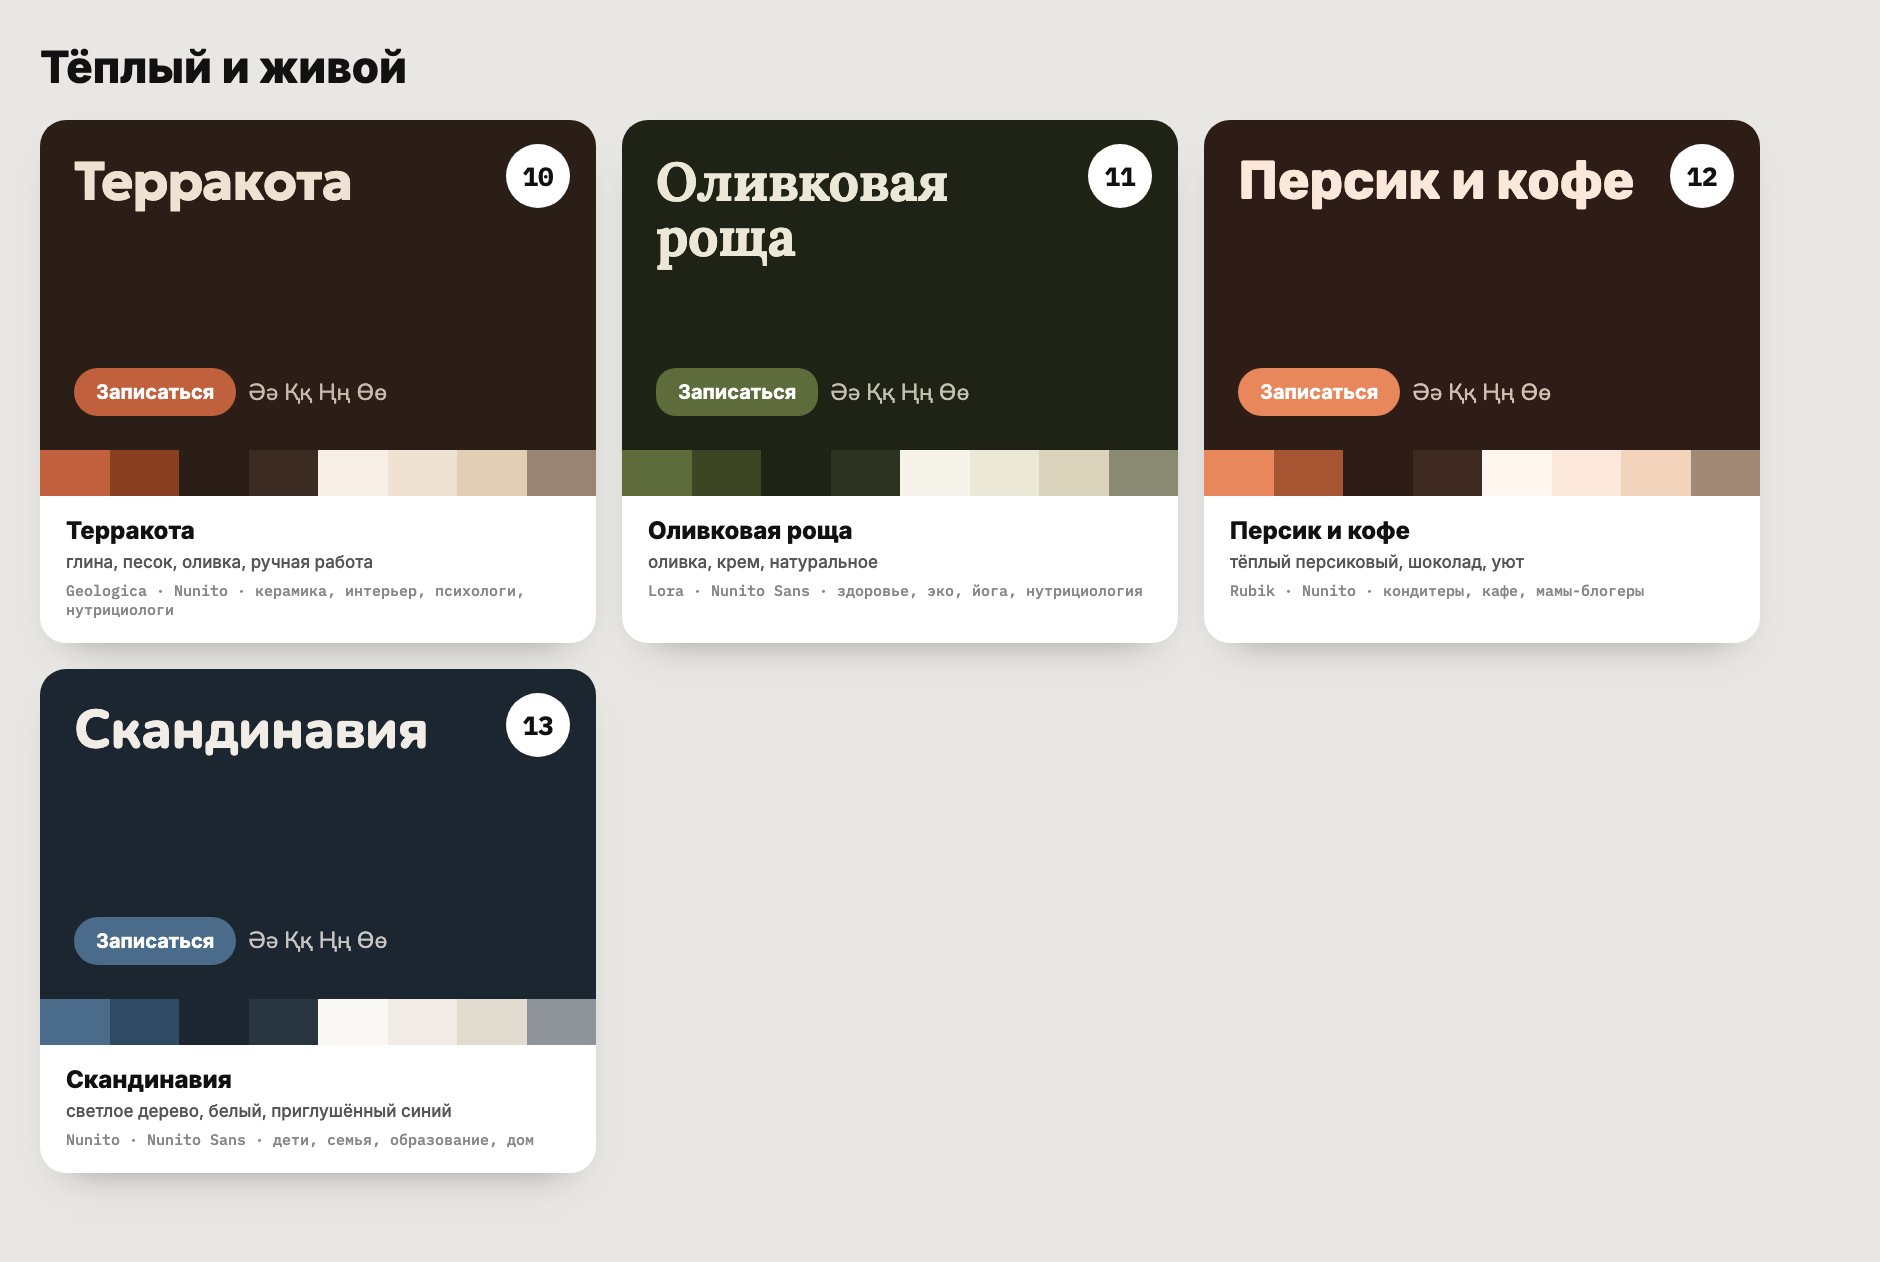 Тёплый и живой
Терракота
10
Записаться
Әә Ққ Ңң Өө
Терракота
глина, песок, оливка, ручная работа
Geologica · Nunito · керамика, интерьер, психологи,
нутрициологи
Оливковая
роща
11
Записаться
Әә Ққ Ңң Өө
Оливковая роща
оливка, крем, натуральное
Lora · Nunito Sans · здоровье, эко, йога, нутрициология
Персик и кофе
12
Записаться
Әә Ққ Ңң Өө
Персик и кофе
тёплый персиковый, шоколад, уют
Rubik · Nunito · кондитеры, кафе, мамы-блогеры
Скандинавия
13
Записаться
Әә Ққ Ңң Өө
Скандинавия
светлое дерево, белый, приглушённый синий
Nunito · Nunito Sans · дети, семья, образование, дом